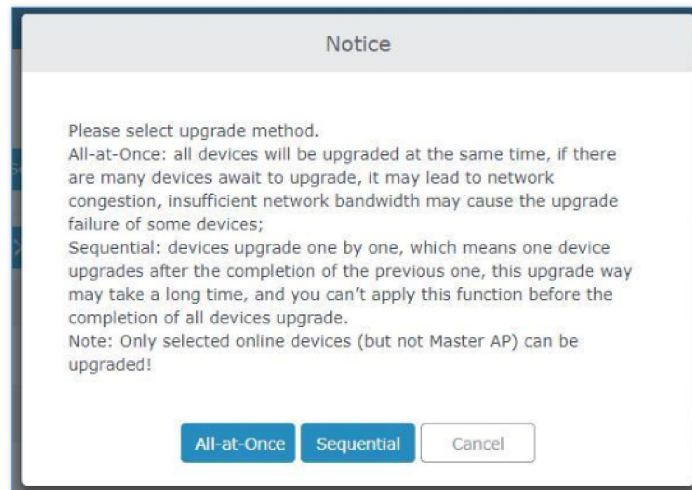 Notice
Please select upgrade method.
All-at-Once: all devices will be upgraded at the same time, if there
are many devices await to upgrade, it may lead to network
congestion, insufficient network bandwidth may cause the upgrade
failure of some devices;
Sequential: devices upgrade one by one, which means one device
upgrades after the completion of the previous one, this upgrade way
may take a long time, and you can't apply this function before the
completion of all devices upgrade.
Note: Only selected online devices (but not Master AP) can be
upgraded!
All-at-Once Sequential Cancel